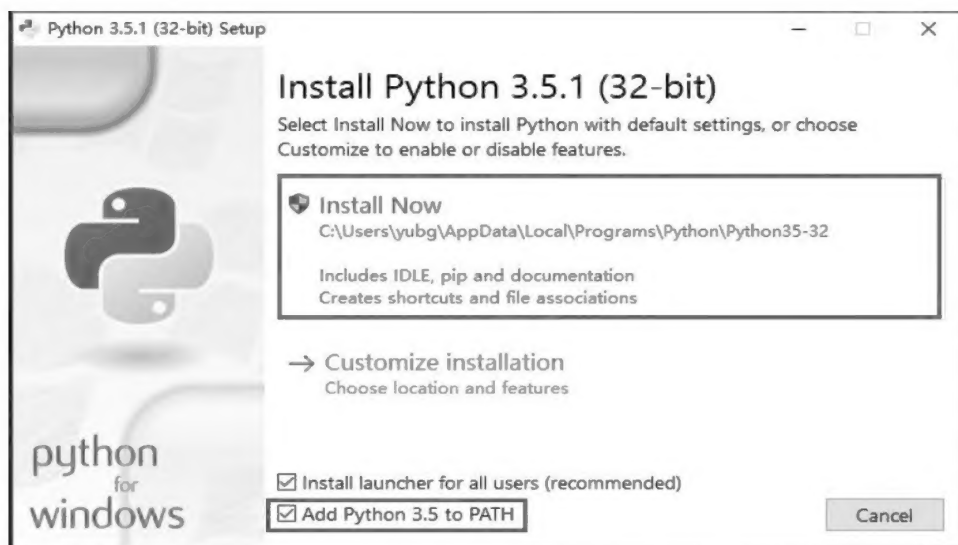 Python 3.5.1 (32-bit) Setup
Install Python 3.5.1 (32-bit)
Select Install Now to install Python with default settings, or choose
Customize to enable or disable features.
Install Now
C:\Users\yubg\AppData\Local\Programs\Python\Python35-32
Includes IDLE, pip and documentation
Creates shortcuts and file associations
Customize installation
Choose location and features
python
for
windows
Install launcher for all users (recommended)
Add Python 3.5 to PATH
Cancel